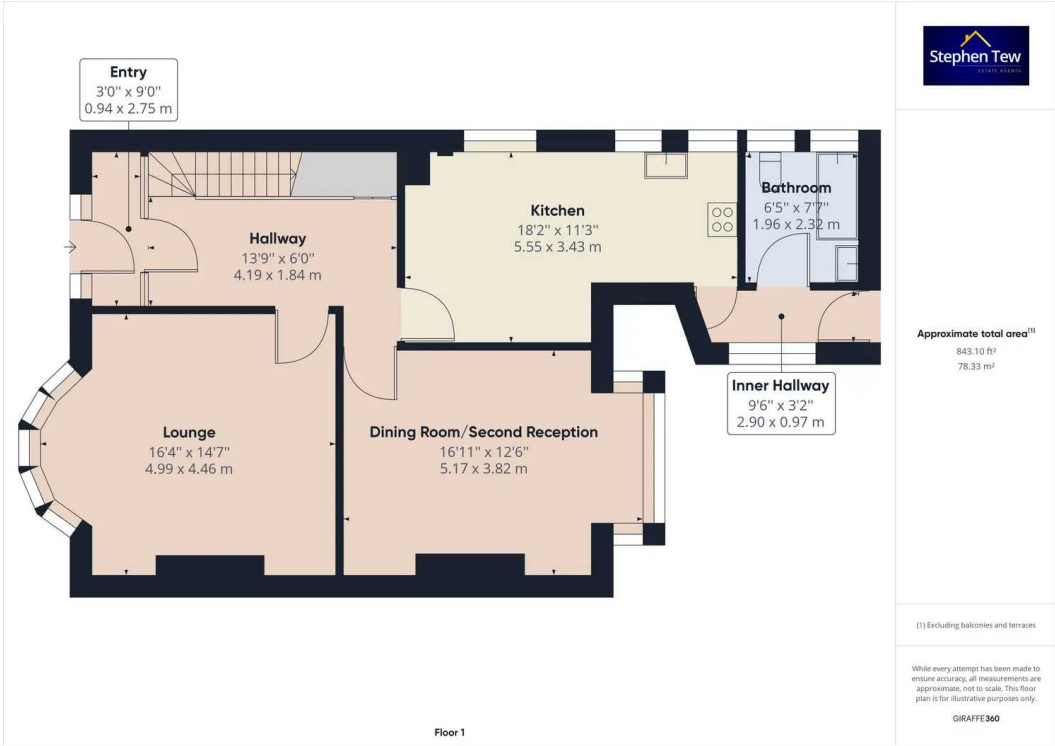 Entry
3'0" x 9'0"
0.94 x 2.75 m
Hallway
13'9" x 6'0"
4.19 x 1.84 m
Kitchen
18'2" x 11'3"
5.55 x 3.43 m
Bathroom
6'5" x 7'7"
1.96 x 2.32 m
Inner Hallway
9'6" x 3'2"
2.90 x 0.97 m
Lounge
16'4" x 14'7"
4.99 x 4.46 m
Dining Room/Second Reception
16'11" x 12'6"
5.17 x 3.82 m
Floor 1
Stephen Tew
ESTATE AGENTS
Approximate total area(1)
843.10 ft²
78.33 m²
(1) Excluding balconies and terraces
While every attempt has been made to
ensure accuracy, all measurements are
approximate, not to scale. This floor
plan is for illustrative purposes only.
GIRAFFE360